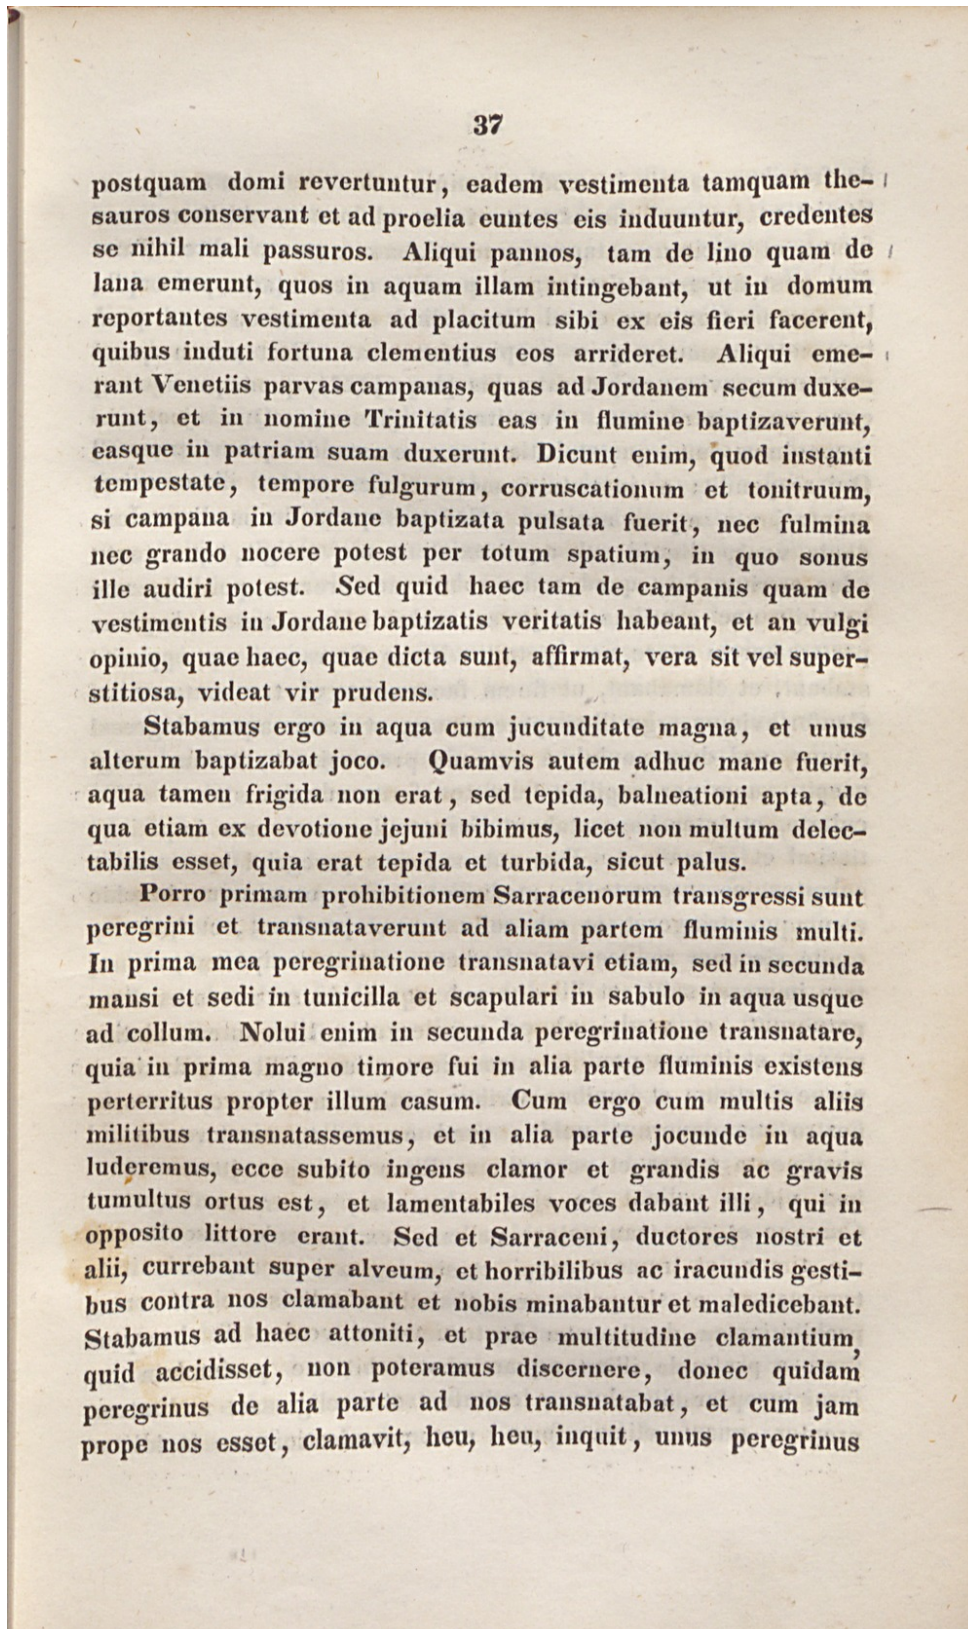 37
postquam domi revertuntur, eadem vestimenta tamquam the-
sauros conservant et ad proelia euntes eis induuntur, credentes
se nihil mali passuros. Aliqui pannos, tam de lino quam de
lana emerunt, quos in aquam illam intingebant, ut in domum
reportantes vestimenta ad placitum sibi ex eis fieri facerent,
quibus induti fortuna clementius eos arrideret. Aliqui eme-
rant Venetiis parvas campanas, quas ad Jordanem secum duxe-
runt, et in nomine Trinitatis eas in flumine baptizaverunt,
easque in patriam suam duxerunt. Dicunt enim, quod instanti
tempestate, tempore fulgurum, corruscationum et tonitruum,
si campana in Jordane baptizata pulsata fuerit, nec fulmina
nec grando nocere potest per totum spatium, in quo sonus
ille audiri potest. Sed quid haec tam de campanis quam de
vestimentis in Jordane baptizatis veritatis habeant, et an vulgi
opinio, quae haec, quae dicta sunt, affirmat, vera sit vel super-
stitiosa, videat vir prudens.
Stabamus ergo in aqua cum jucunditate magna, et unus
alterum baptizabat joco. Quamvis autem adhuc mane fuerit,
aqua tamen frigida non erat, sed tepida, balneationi apta, de
qua etiam ex devotione jejuni bibimus, licet non multum delec-
tabilis esset, quia erat tepida et turbida, sicut palus.
Porro primam prohibitionem Sarracenorum transgressi sunt
peregrini et transnataverunt ad aliam partem fluminis multi.
In prima mea peregrinatione transnatavi etiam, sed in secunda
mansi et sedi in tunicilla et scapulari in sabulo in aqua usque
ad collum. Nolui enim in secunda peregrinatione transnatare,
quia in prima magno timore fui in alia parte fluminis existens
perterritus propter illum casum. Cum ergo cum multis aliis
militibus transnatassemus, et in alia parte jocunde in aqua
luderemus, ecce subito ingens clamor et grandis ac gravis
tumultus ortus est, et lamentabiles voces dabant illi, qui in
opposito littore erant. Sed et Sarraceni, ductores nostri et
alii, currebant super alveum, et horribilibus ac iracundis gesti-
bus contra nos clamabant et nobis minabantur et maledicebant.
Stabamus ad haec attoniti, et prae multitudine clamantium,
quid accidisset, non poteramus discernere, donec quidam
peregrinus de alia parte ad nos transnatabat, et cum jam
prope nos esset, clamavit, heu, heu, inquit, unus peregrinus